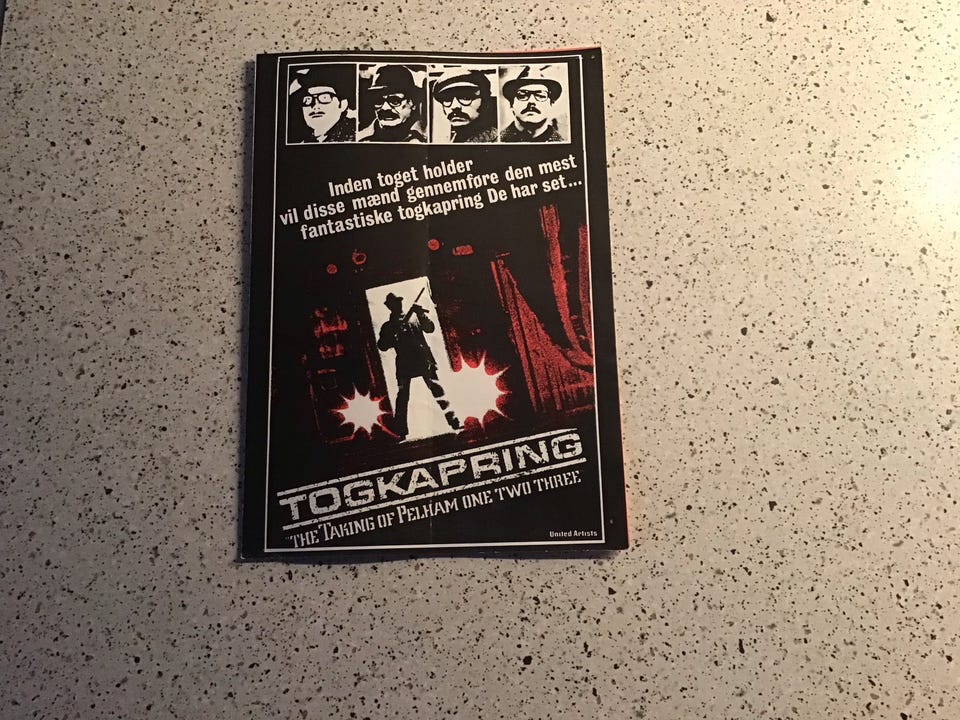 Inden toget holder
vil disse mænd gennemføre den mest
fantastiske togkapring De har set...
TOGKAPRING
THE TAKING OF PELHAM ONE TWO THREE
United Artists